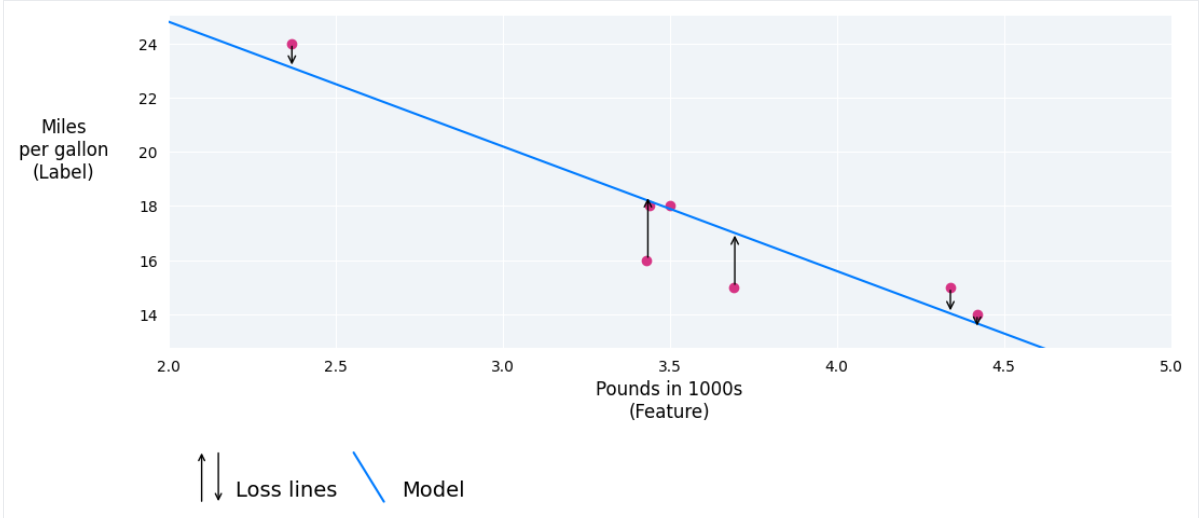 24
22
20
18
16
14
Miles
per gallon
(Label)
2.0 2.5 3.0 3.5 4.0 4.5 5.0
Pounds in 1000s
(Feature)
Loss lines Model